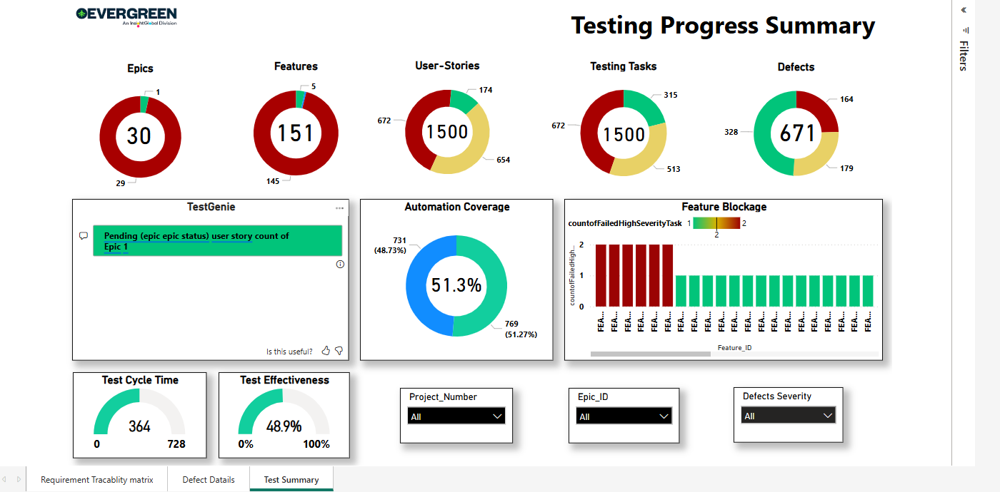 EVERGREEN
An InsightGlobal Division
Testing Progress Summary
Filters
Epics
1
30
29
Features
5
151
145
User-Stories
174
672
1500
654
Testing Tasks
315
672
1500
513
Defects
164
328
671
179
TestGenie
Pending (epic epic status) user story count of
Epic 1
Is this useful?
Automation Coverage
731
(48.73%)
51.3%
769
(51.27%)
Feature Blockage
countofFailedHighSeverityTask 1 2
2
countofFailedHigh...
2
1
0
FEA... FEA... FEA... FEA... FEA... FEA... FEA... FEA... FEA... FEA... FEA... FEA... FEA... FEA... FEA... FEA... FEA... FEA... FEA... FEA... FEA...
Feature_ID
Test Cycle Time
364
0 728
Test Effectiveness
48.9%
0% 100%
Project_Number
All
Epic_ID
All
Defects Severity
All
Requirement Tracablity matrix
Defect Datails
Test Summary